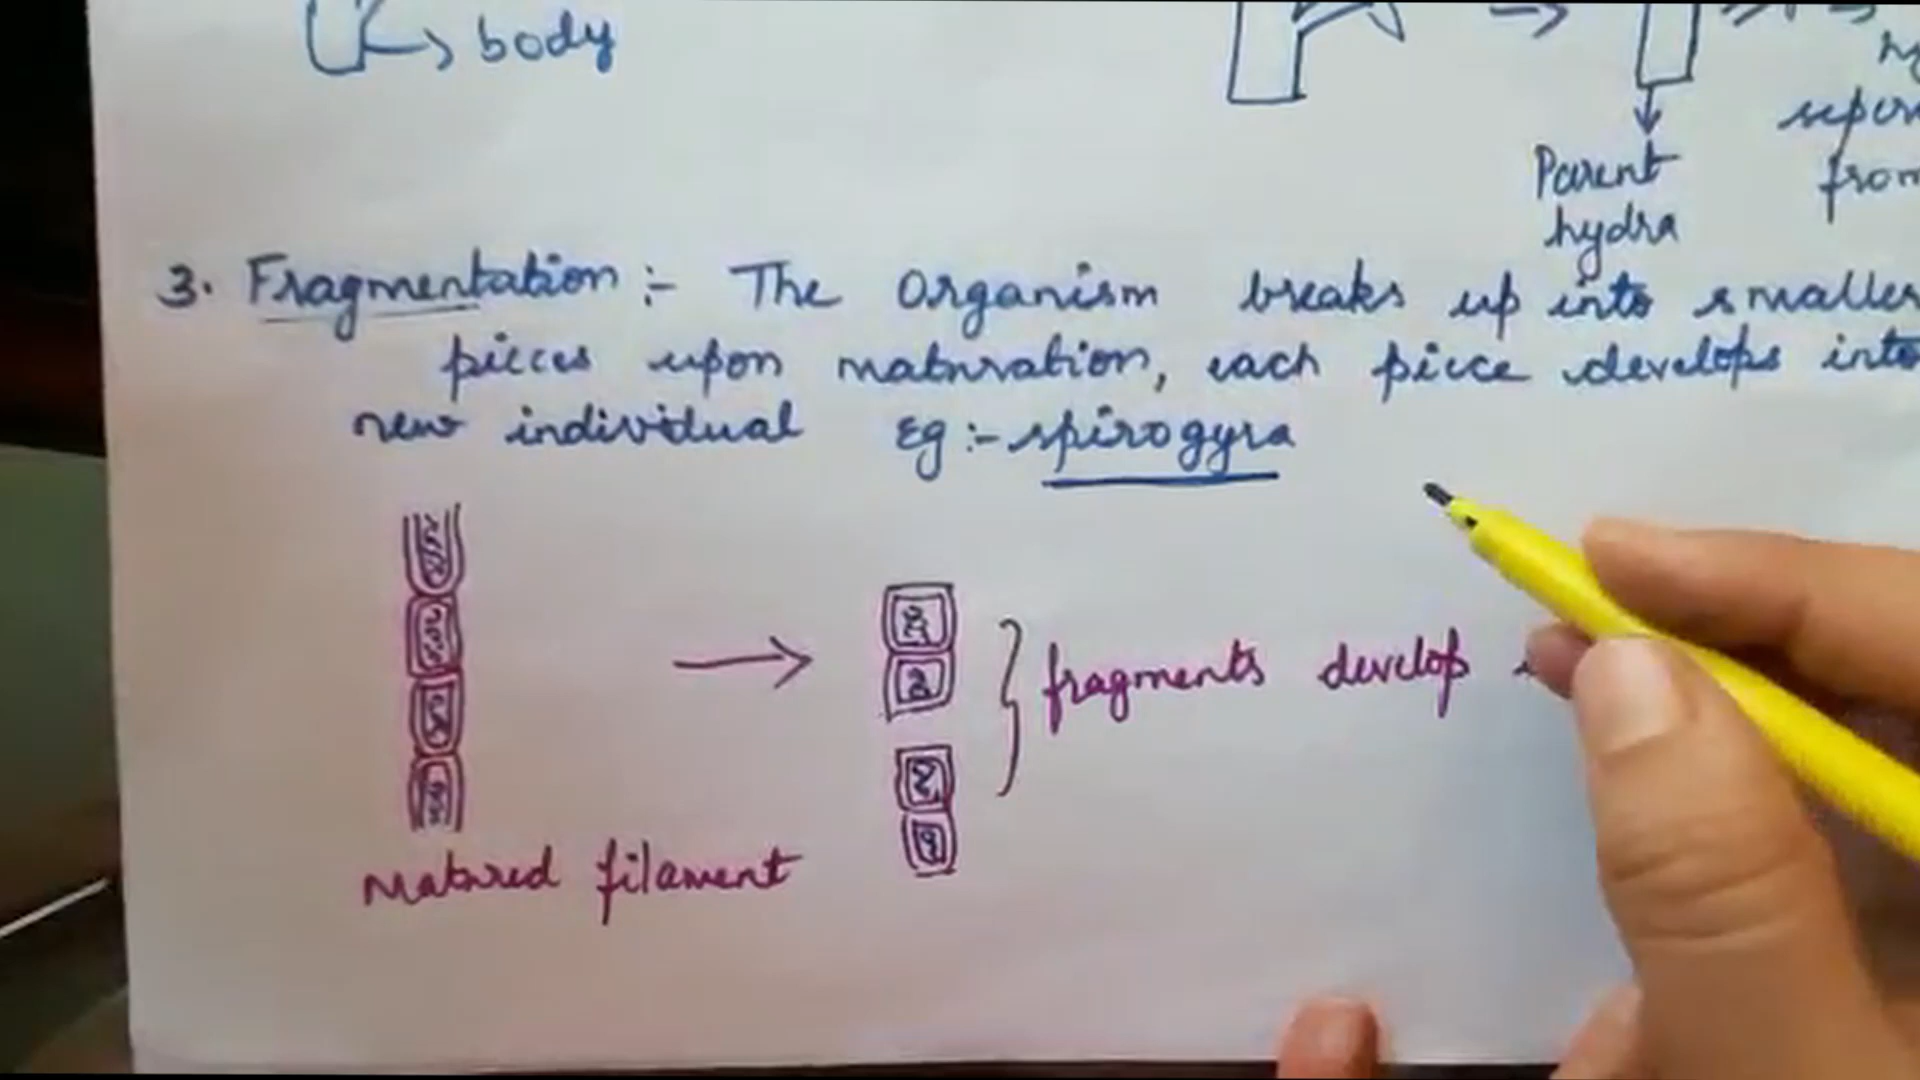 body
Parent
hydra
from
3. Fragmentation :- The Organism breaks up into smaller
pieces upon maturation, each piece develops into
new individual Eg :- spirogyra
fragments develop
Matured filament